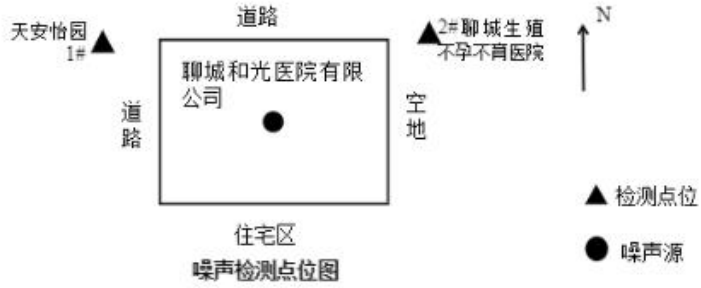 道路
天安怡园
1#
2#聊城生殖
不孕不育医院
N
聊城和光医院有限
公司
道
路
空
地
检测点位
住宅区
噪声源
噪声检测点位图